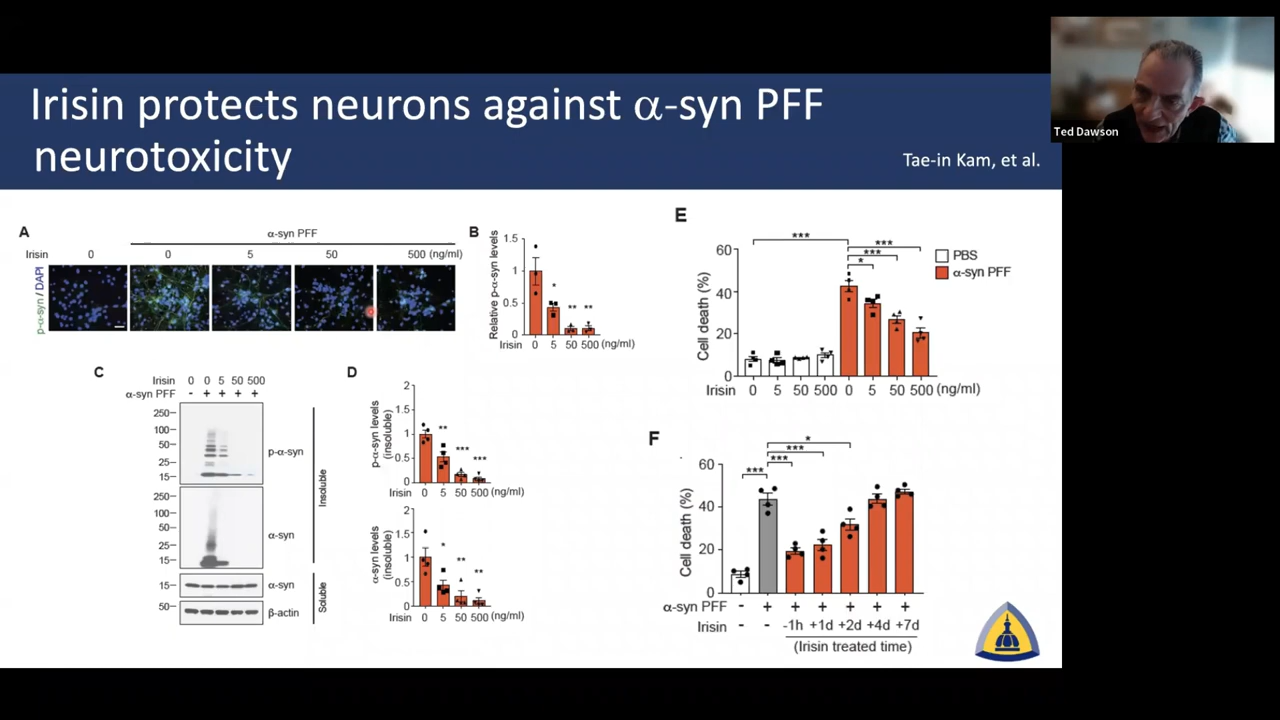 Irisin protects neurons against α-syn PFF
neurotoxicity
Tae-in Kam, et al.
Ted Dawson
A
α-syn PFF
Irisin 0 0 5 50 500 (ng/ml)
p-α-syn / DAPI
B
Relative p-α-syn levels
1.5
1
0.5
0
* ** **
Irisin 0 5 50 500 (ng/ml)
C
Irisin 0 0 5 50 500
α-syn PFF - + + + +
250
100
50
25
15
p-α-syn
250
100
50
25
15
α-syn
Insoluble
15
α-syn
50
β-actin
Soluble
D
p-α-syn levels
(insoluble)
2
1.5
1
0.5
0
** *** ***
Irisin 0 5 50 500 (ng/ml)
α-syn levels
(insoluble)
2
1.5
1
0.5
0
* ** **
Irisin 0 5 50 500 (ng/ml)
E
Cell death (%)
60
40
20
0
***
***
***
*
PBS
α-syn PFF
Irisin 0 5 50 500 0 5 50 500 (ng/ml)
F
Cell death (%)
60
40
20
0
*
***
***
***
α-syn PFF - + + + + + +
Irisin - - -1h +1d +2d +4d +7d
(Irisin treated time)